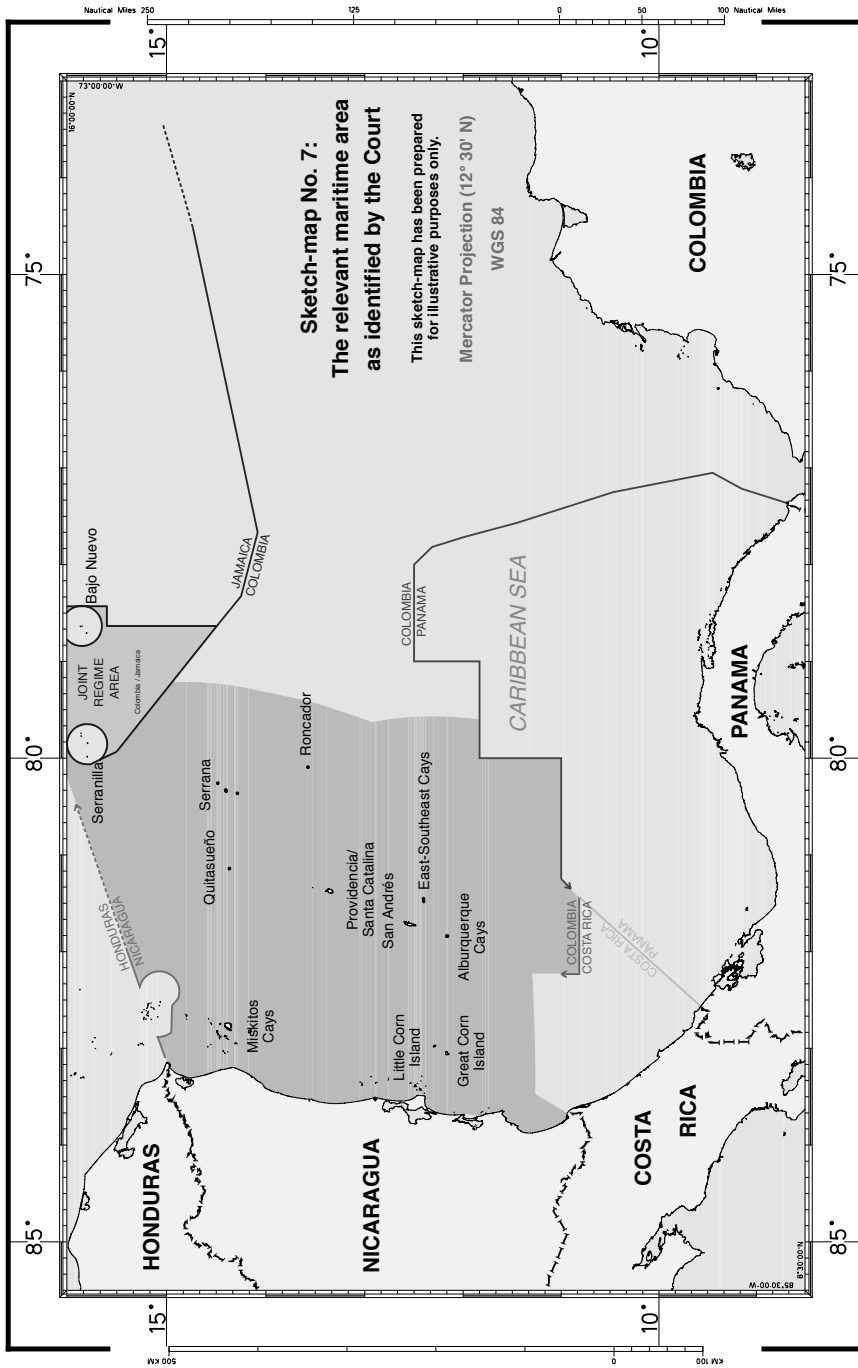 Sketch-map No. 7:
The relevant maritime area
as identified by the Court
This sketch-map has been prepared
for illustrative purposes only.
Mercator Projection (12° 30' N)
WGS 84
Nautical Miles 250
125
0
50
100 Nautical Miles
500 KM
0
KM 100
15°
10°
15°
10°
75°
80°
85°
75°
80°
85°
16°00'00"N
73°00'00"W
8°30'00"N
85°30'00"W
JOINT
REGIME
AREA
Colombia / Jamaica
Bajo Nuevo
Serranilla
JAMAICA
COLOMBIA
HONDURAS
NICARAGUA
Quitasueño
Serrana
Roncador
Providencia/
Santa Catalina
San Andrés
East-Southeast Cays
Alburquerque
Cays
Miskitos
Cays
Little Corn
Island
Great Corn
Island
COLOMBIA
PANAMA
CARIBBEAN SEA
COLOMBIA
COSTA RICA
COSTA RICA
PANAMA
HONDURAS
NICARAGUA
COSTA
RICA
PANAMA
COLOMBIA